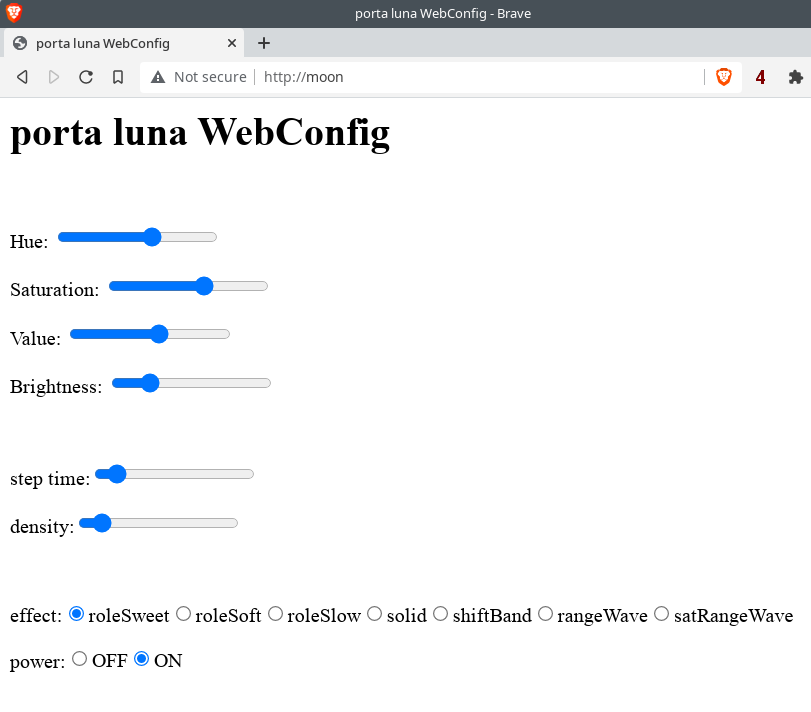 porta luna WebConfig - Brave
porta luna WebConfig
Not secure http://moon 4
porta luna WebConfig
Hue:
Saturation:
Value:
Brightness:
step time:
density:
effect: roleSweet roleSoft roleSlow solid shiftBand rangeWave satRangeWave
power: OFF ON